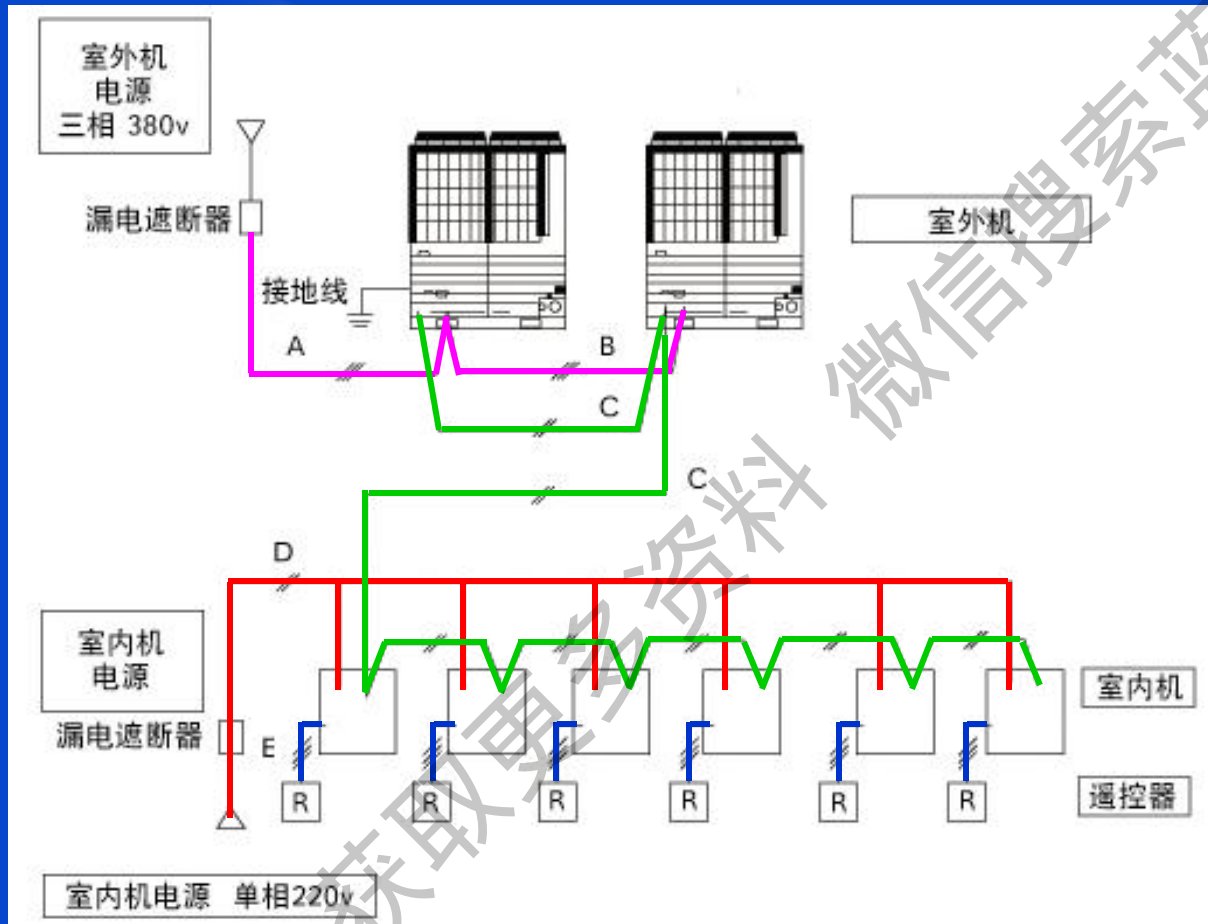 室外机
电源
三相 380v
漏电遮断器
接地线
室外机
A
B
C
C
D
室内机
电源
漏电遮断器
E
室内机
R
R
R
R
R
R
遥控器
室内机电源 单相220v
获取更多资料 微信搜索蓝